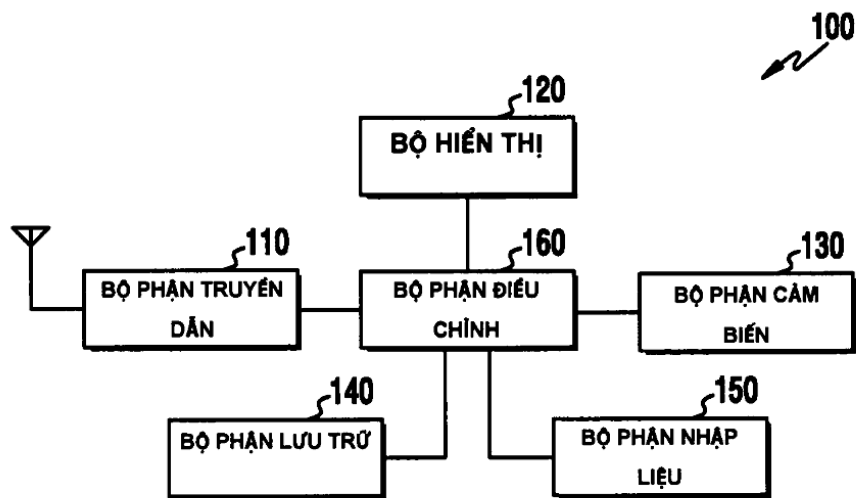 100
120
BỘ HIỂN THỊ
110
BỘ PHẬN TRUYỀN
DẪN
160
BỘ PHẬN ĐIỀU
CHỈNH
130
BỘ PHẬN CẢM
BIẾN
140
BỘ PHẬN LƯU TRỮ
150
BỘ PHẬN NHẬP
LIỆU